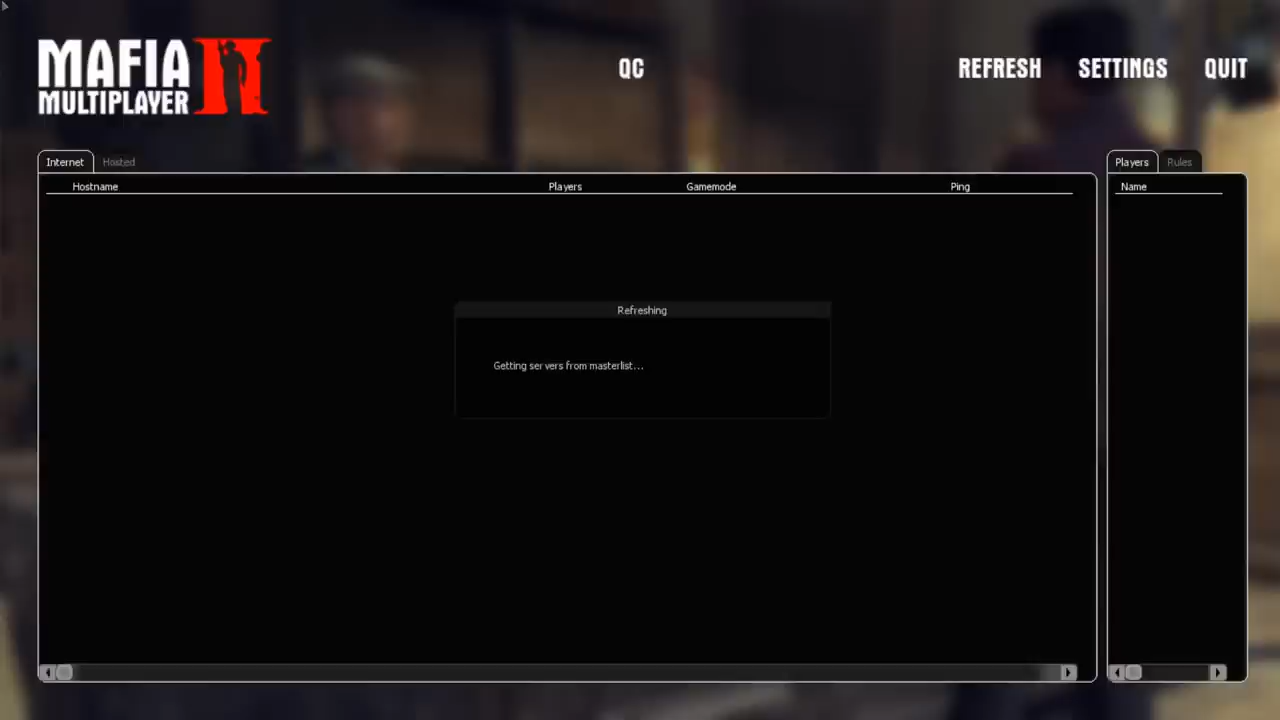 MAFIA II
MULTIPLAYER
QC
REFRESH SETTINGS QUIT
Internet Hosted
Players Rules
Hostname Players Gamemode Ping
Name
Refreshing
Getting servers from masterlist...